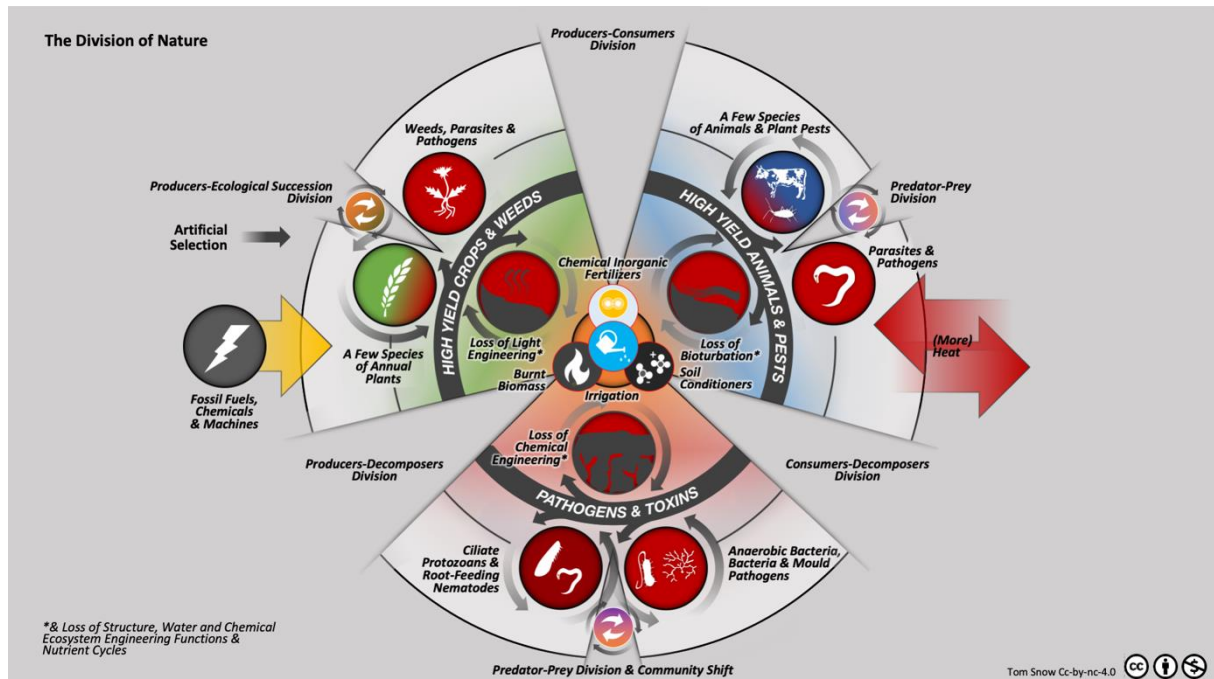 The Division of Nature
Producers-Consumers
Division
Weeds, Parasites &
Pathogens
A Few Species
of Animals & Plant Pests
Producers-Ecological Succession
Division
Predator-Prey
Division
Artificial
Selection
HIGH YIELD CROPS & WEEDS
HIGH YIELD ANIMALS & PESTS
Parasites &
Pathogens
Chemical Inorganic
Fertilizers
Loss of Light
Engineering*
Loss of
Bioturbation*
(More)
Heat
A Few Species
of Annual
Plants
Burnt
Biomass
Soil
Conditioners
Irrigation
Fossil Fuels,
Chemicals
& Machines
Loss of
Chemical
Engineering*
Producers-Decomposers
Division
Consumers-Decomposers
Division
PATHOGENS & TOXINS
Ciliate
Protozoans &
Root-Feeding
Nematodes
Anaerobic Bacteria,
Bacteria & Mould
Pathogens
*& Loss of Structure, Water and Chemical
Ecosystem Engineering Functions &
Nutrient Cycles
Predator-Prey Division & Community Shift
Tom Snow Cc-by-nc-4.0
cc